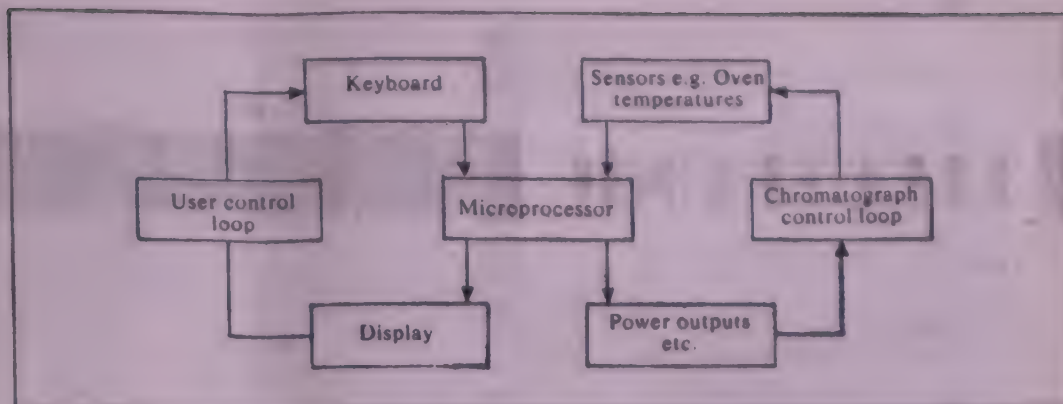 Keyboard
Sensors e.g. Oven
temperatures
User control
loop
Microprocessor
Chromatograph
control loop
Display
Power outputs
etc.